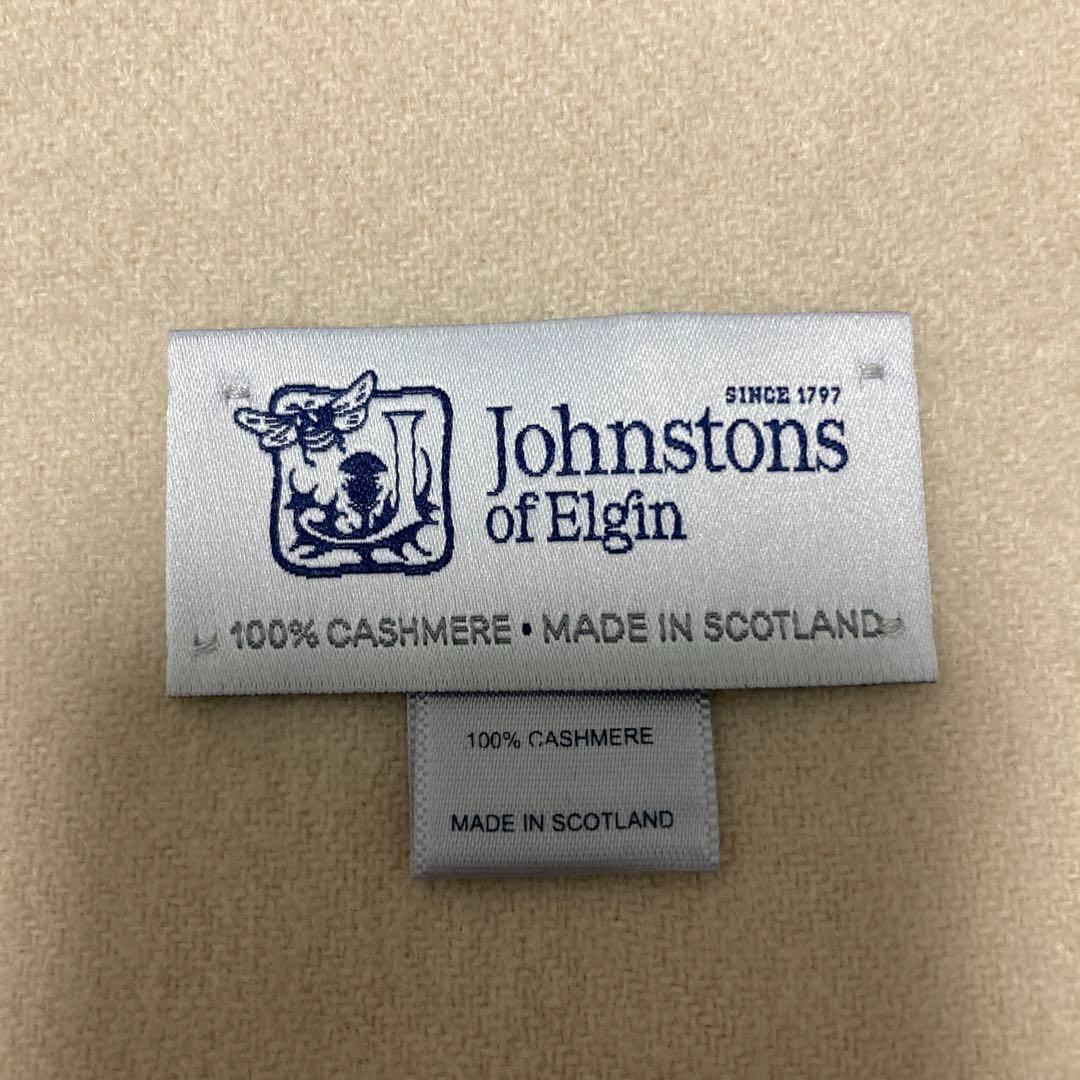 SINCE 1797
Johnstons
of Elgin
100% CASHMERE • MADE IN SCOTLAND
100% CASHMERE
MADE IN SCOTLAND